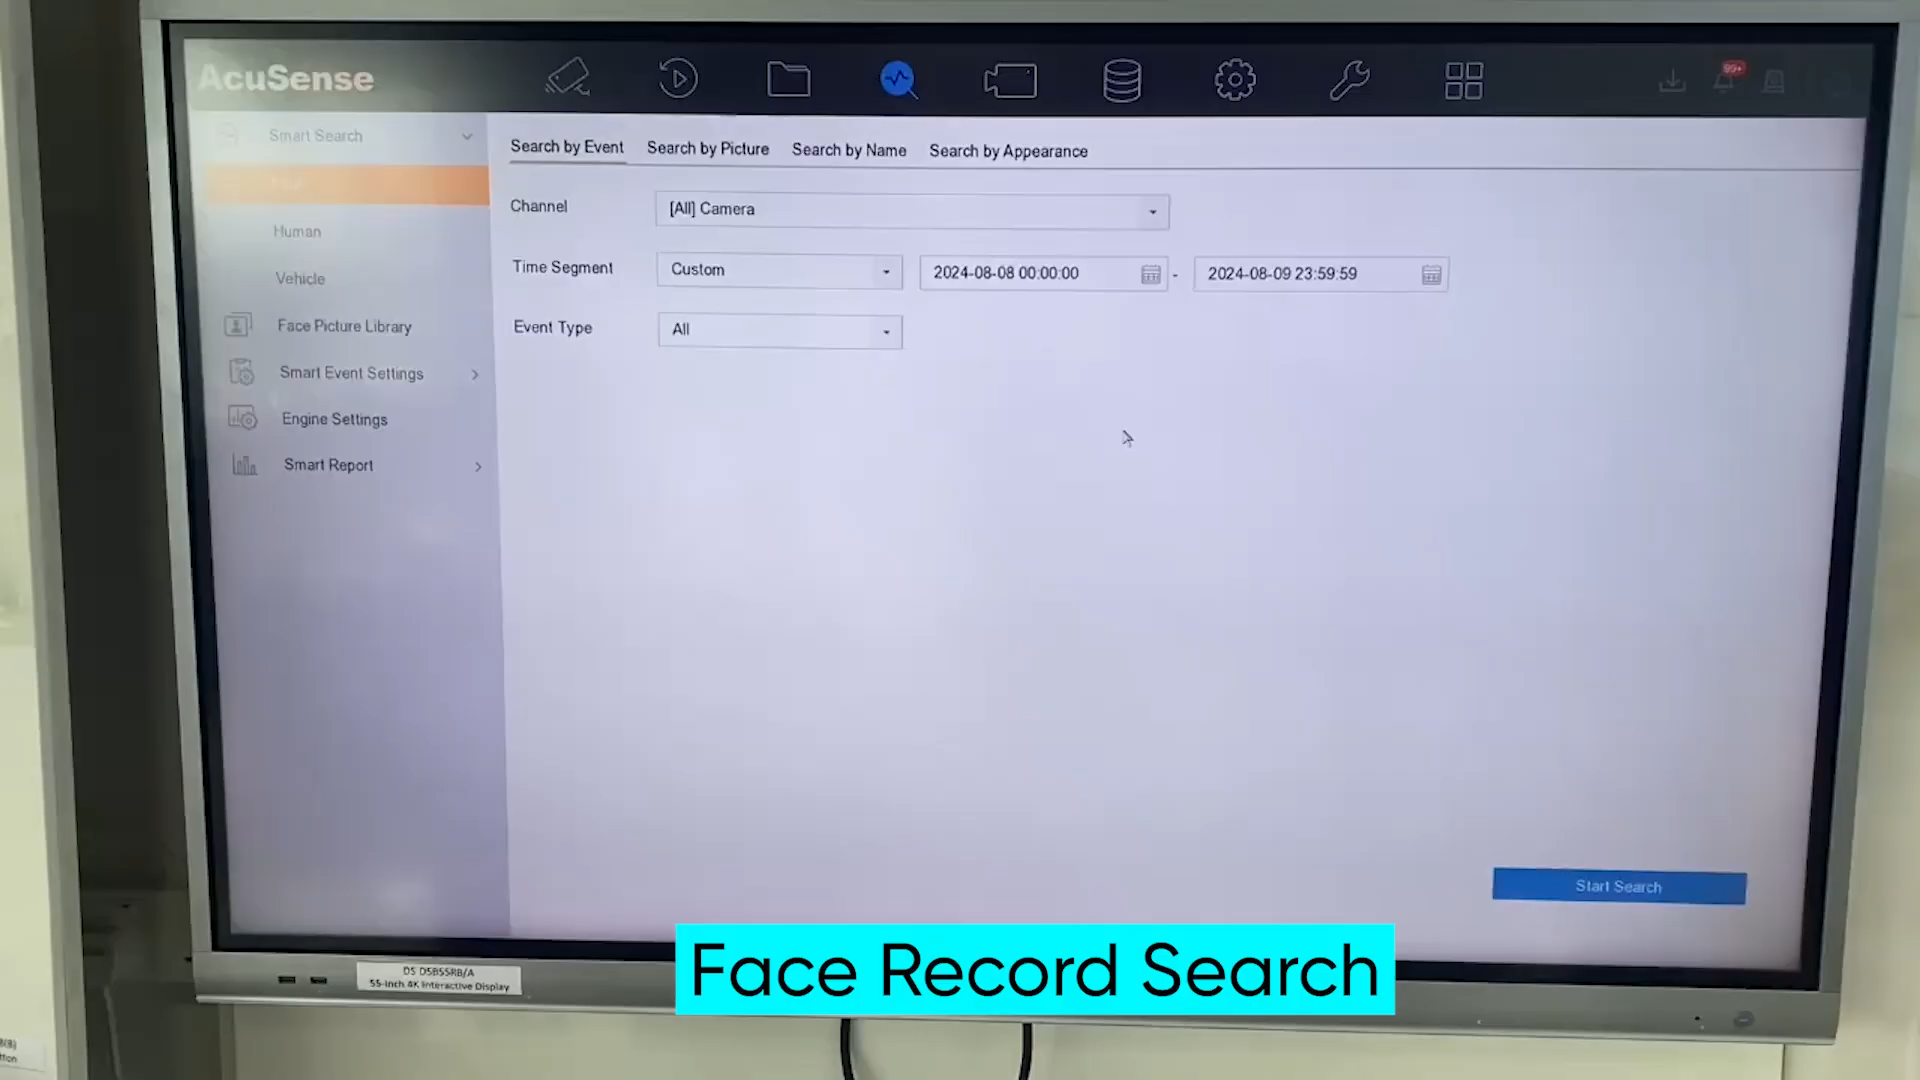 AcuSense
99+
Smart Search
Human
Vehicle
Face Picture Library
Smart Event Settings
Engine Settings
Smart Report
Search by Event Search by Picture Search by Name Search by Appearance
Channel [All] Camera
Time Segment Custom 2024-08-08 00:00:00 - 2024-08-09 23:59:59
Event Type All
Start Search
DS D5B55RB/A
55-inch 4K Interactive Display
Face Record Search